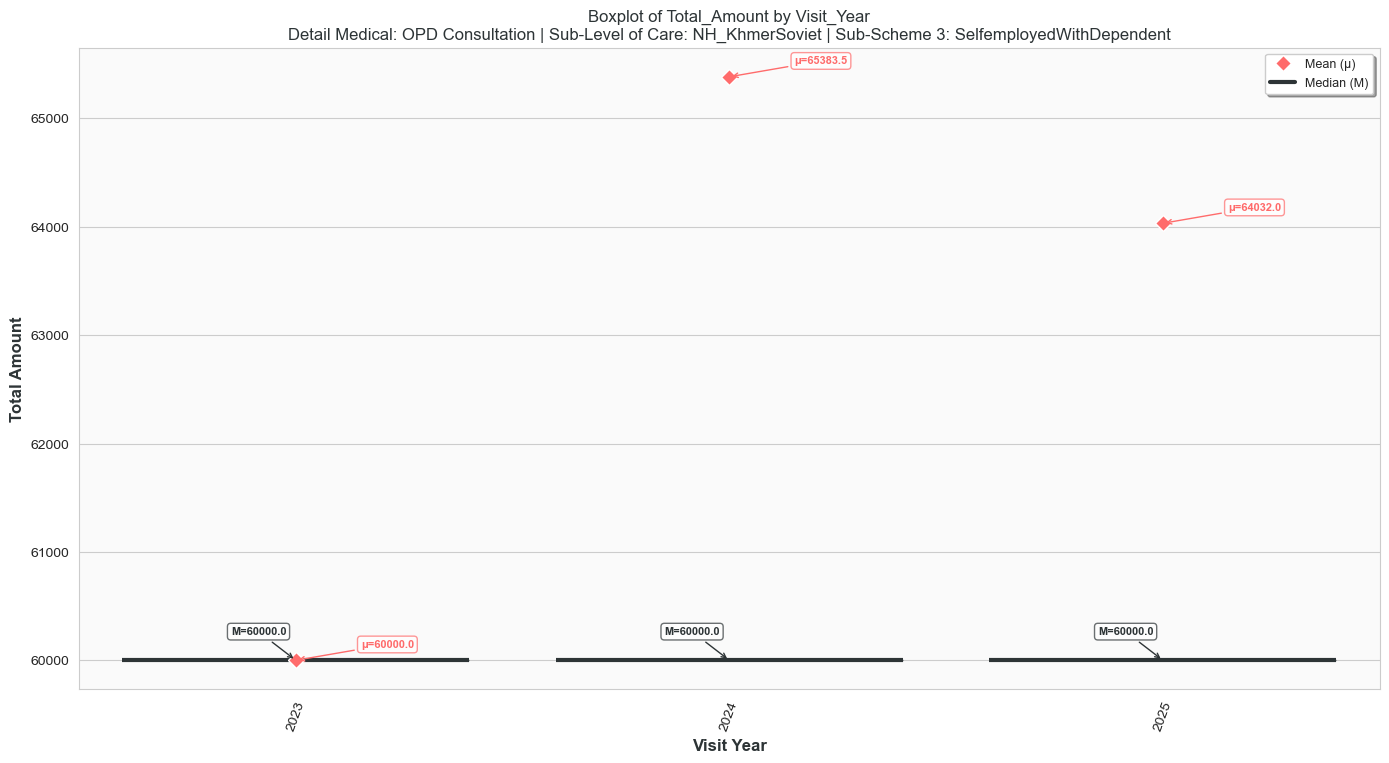 Boxplot of Total_Amount by Visit_Year
Detail Medical: OPD Consultation | Sub-Level of Care: NH_KhmerSoviet | Sub-Scheme 3: SelfemployedWithDependent
Mean (μ)
Median (M)
μ=65383.5
μ=64032.0
M=60000.0
μ=60000.0
M=60000.0
M=60000.0
65000
64000
63000
62000
61000
60000
Total Amount
2023
2024
2025
Visit Year